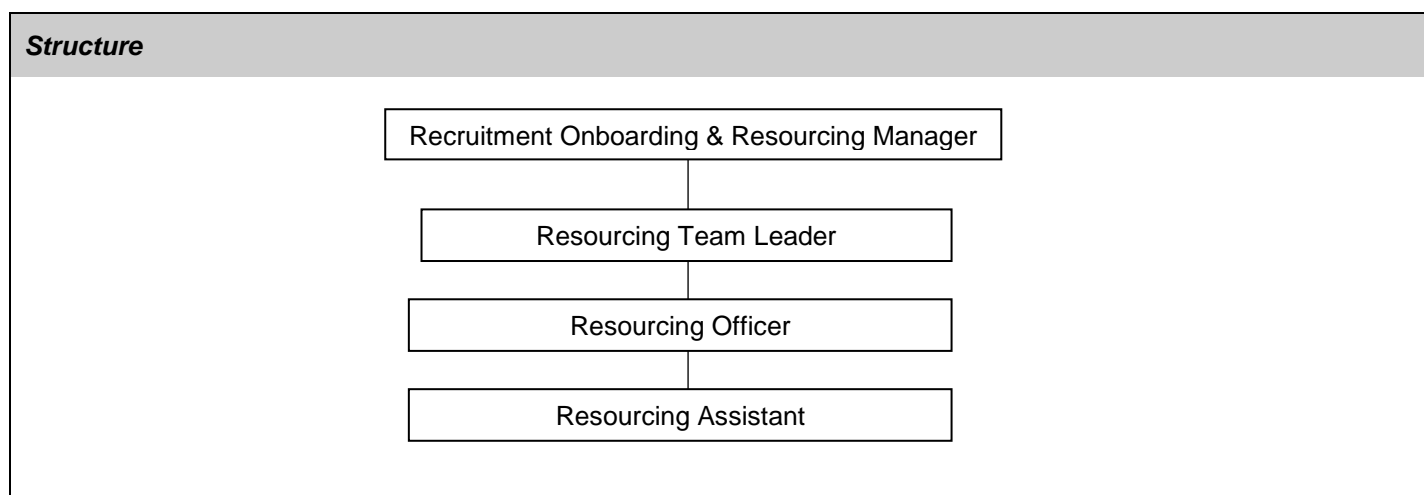 Structure
Recruitment Onboarding & Resourcing Manager
Resourcing Team Leader
Resourcing Officer
Resourcing Assistant